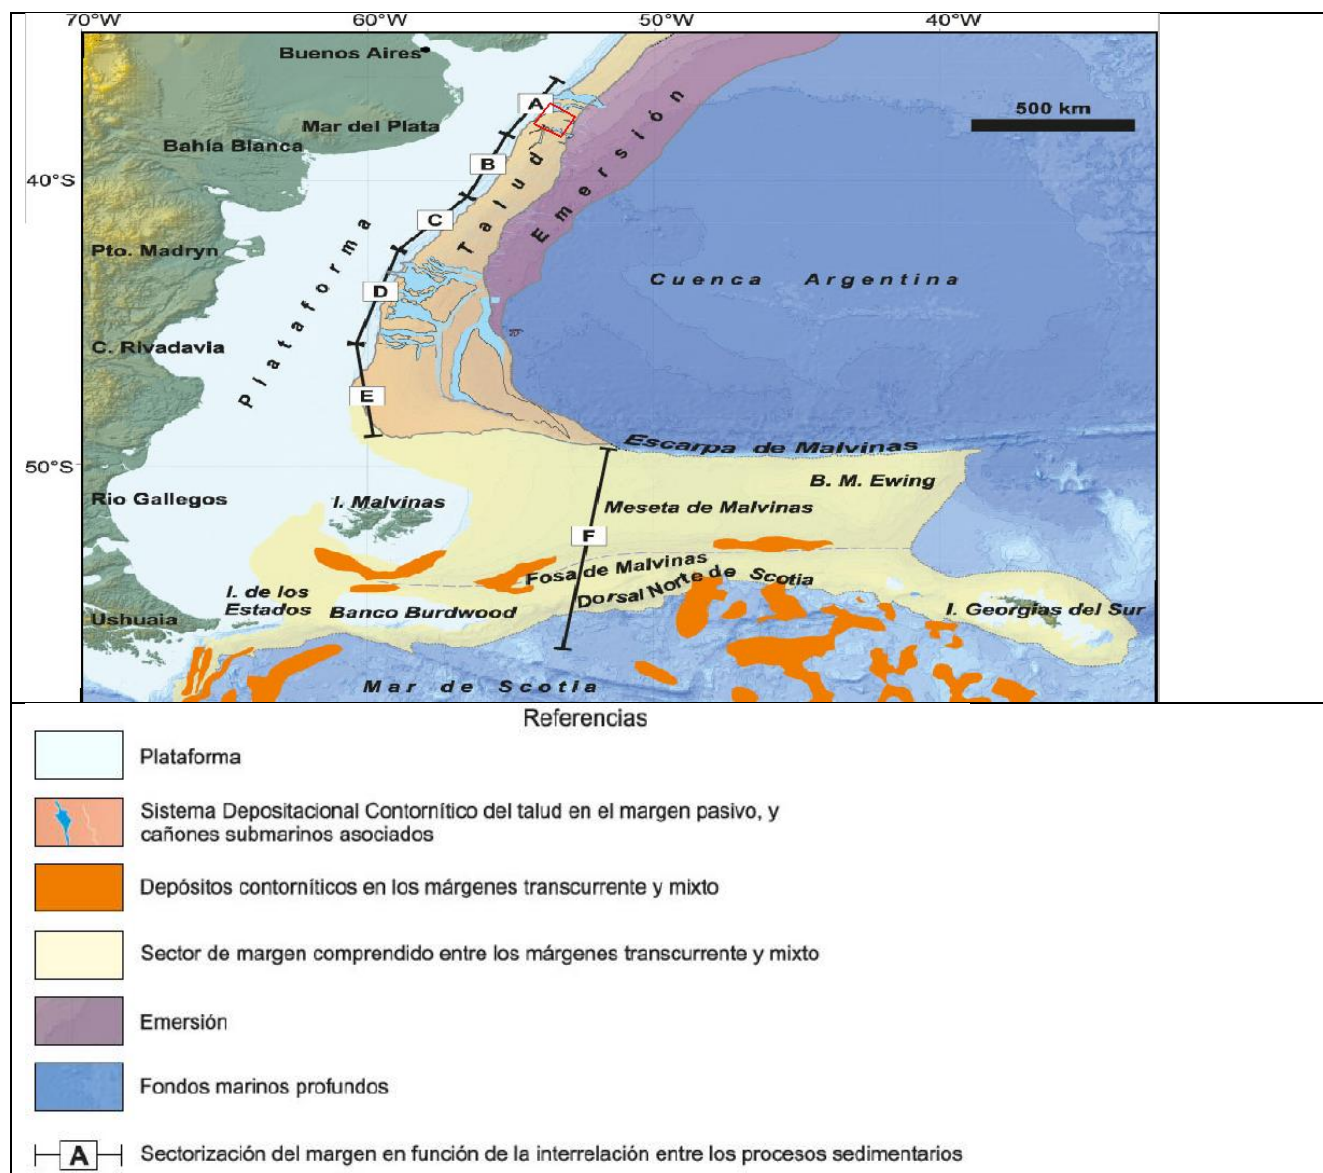 70°W 60°W 50°W 40°W
Buenos Aires
A
500 km
Mar del Plata
Bahía Blanca
B
40°S
Talud
Emersión
C
Plataforma
Pto. Madryn
Cuenca Argentina
D
C. Rivadavia
E
Escarpa de Malvinas
50°S
B. M. Ewing
Rio Gallegos
I. Malvinas
Meseta de Malvinas
F
Fosa de Malvinas
Dorsal Norte de Scotia
I. de los
Estados
Banco Burdwood
I. Georgias del Sur
Ushuaia
Mar de Scotia
Referencias
Plataforma
Sistema Depositacional Contornítico del talud en el margen pasivo, y
cañones submarinos asociados
Depósitos contorníticos en los márgenes transcurrente y mixto
Sector de margen comprendido entre los márgenes transcurrente y mixto
Emersión
Fondos marinos profundos
A Sectorización del margen en función de la interrelación entre los procesos sedimentarios